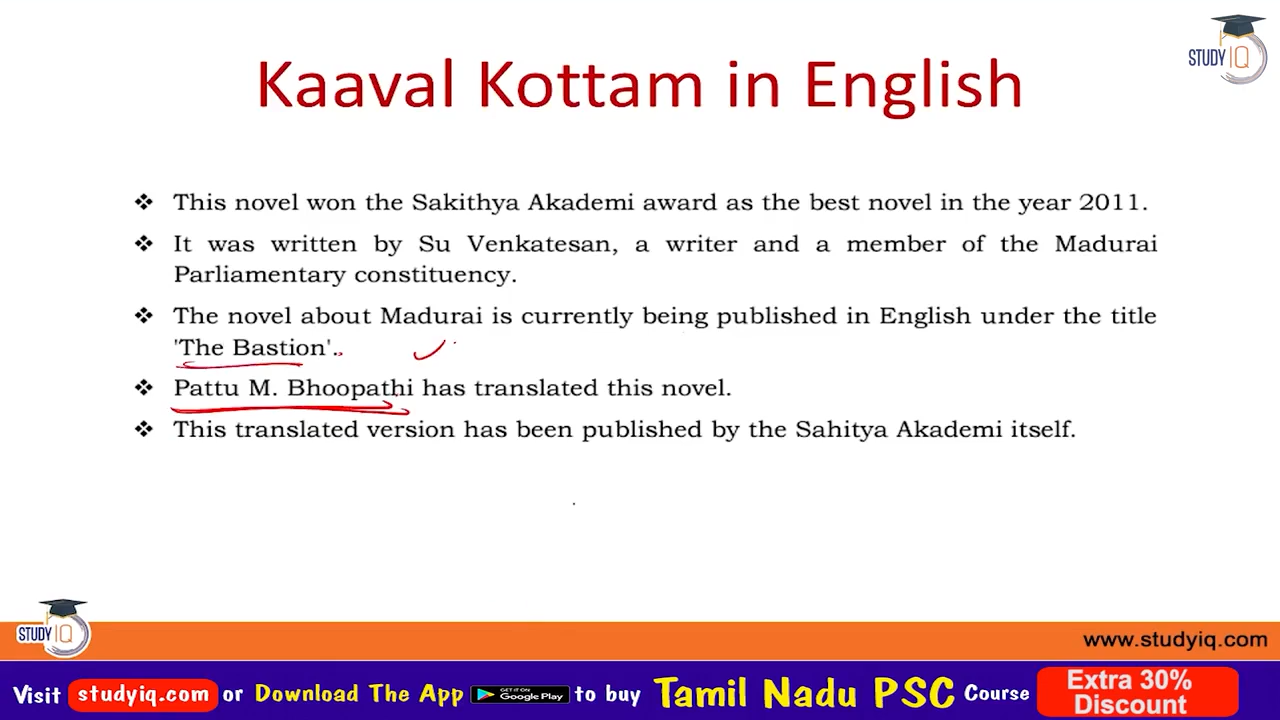 STUDY IQ
Kaaval Kottam in English
❖ This novel won the Sakithya Akademi award as the best novel in the year 2011.
❖ It was written by Su Venkatesan, a writer and a member of the Madurai
Parliamentary constituency.
❖ The novel about Madurai is currently being published in English under the title
'The Bastion'.
❖ Pattu M. Bhoopathi has translated this novel.
❖ This translated version has been published by the Sahitya Akademi itself.
STUDY IQ
www.studyiq.com
Visit studyiq.com or Download The App GET IT ON Google Play to buy Tamil Nadu PSC Course Extra 30% Discount